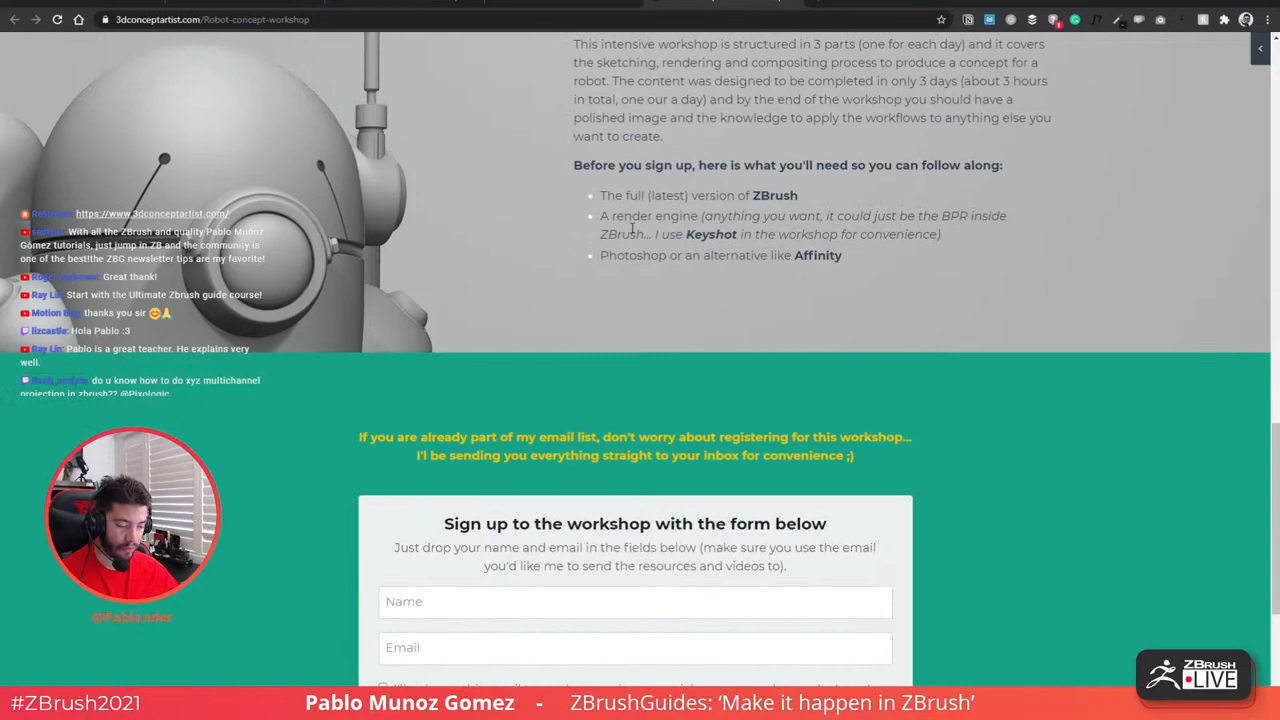 3dconceptartist.com/Robot-concept-workshop
This intensive workshop is structured in 3 parts (one for each day) and it covers
the sketching, rendering and compositing process to produce a concept for a
robot. The content was designed to be completed in only 3 days (about 3 hours
in total, one our a day) and by the end of the workshop you should have a
polished image and the knowledge to apply the workflows to anything else you
want to create.
Before you sign up, here is what you'll need so you can follow along:
The full (latest) version of ZBrush
A render engine (anything you want, it could just be the BPR inside
ZBrush... I use Keyshot in the workshop for convenience)
Photoshop or an alternative like Affinity
https://www.3dconceptartist.com/
With all the ZBrush and quality Pablo Muñoz
Gomez tutorials, just jump in ZB and the community is
one of the best!the ZBG newsletter tips are my favorite!
Great thank!
Ray Lin: Start with the Ultimate Zbrush guide course!
Motion thanks you sir
lizcastle: Hola Pablo :3
Ray Lin: Pablo is a great teacher. He explains very
well.
do u know how to do xyz multichannel
projection in zbrush?? @Pixologic
If you are already part of my email list, don't worry about registering for this workshop...
I'l be sending you everything straight to your inbox for convenience ;)
Sign up to the workshop with the form below
Just drop your name and email in the fields below (make sure you use the email
you'd like me to send the resources and videos to).
Name
Email
@Pablander
ZBRUSH
LIVE
#ZBrush2021
Pablo Munoz Gomez - ZBrushGuides: ‘Make it happen in ZBrush’